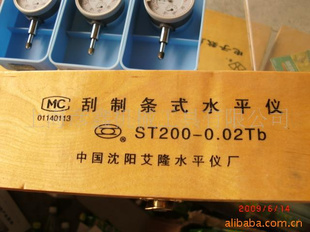 MC
01140113
刮制条式水平仪
ST200-0.02Tb
中国沈阳艾隆水平仪厂
2009/6/14
alibaba.com.cn